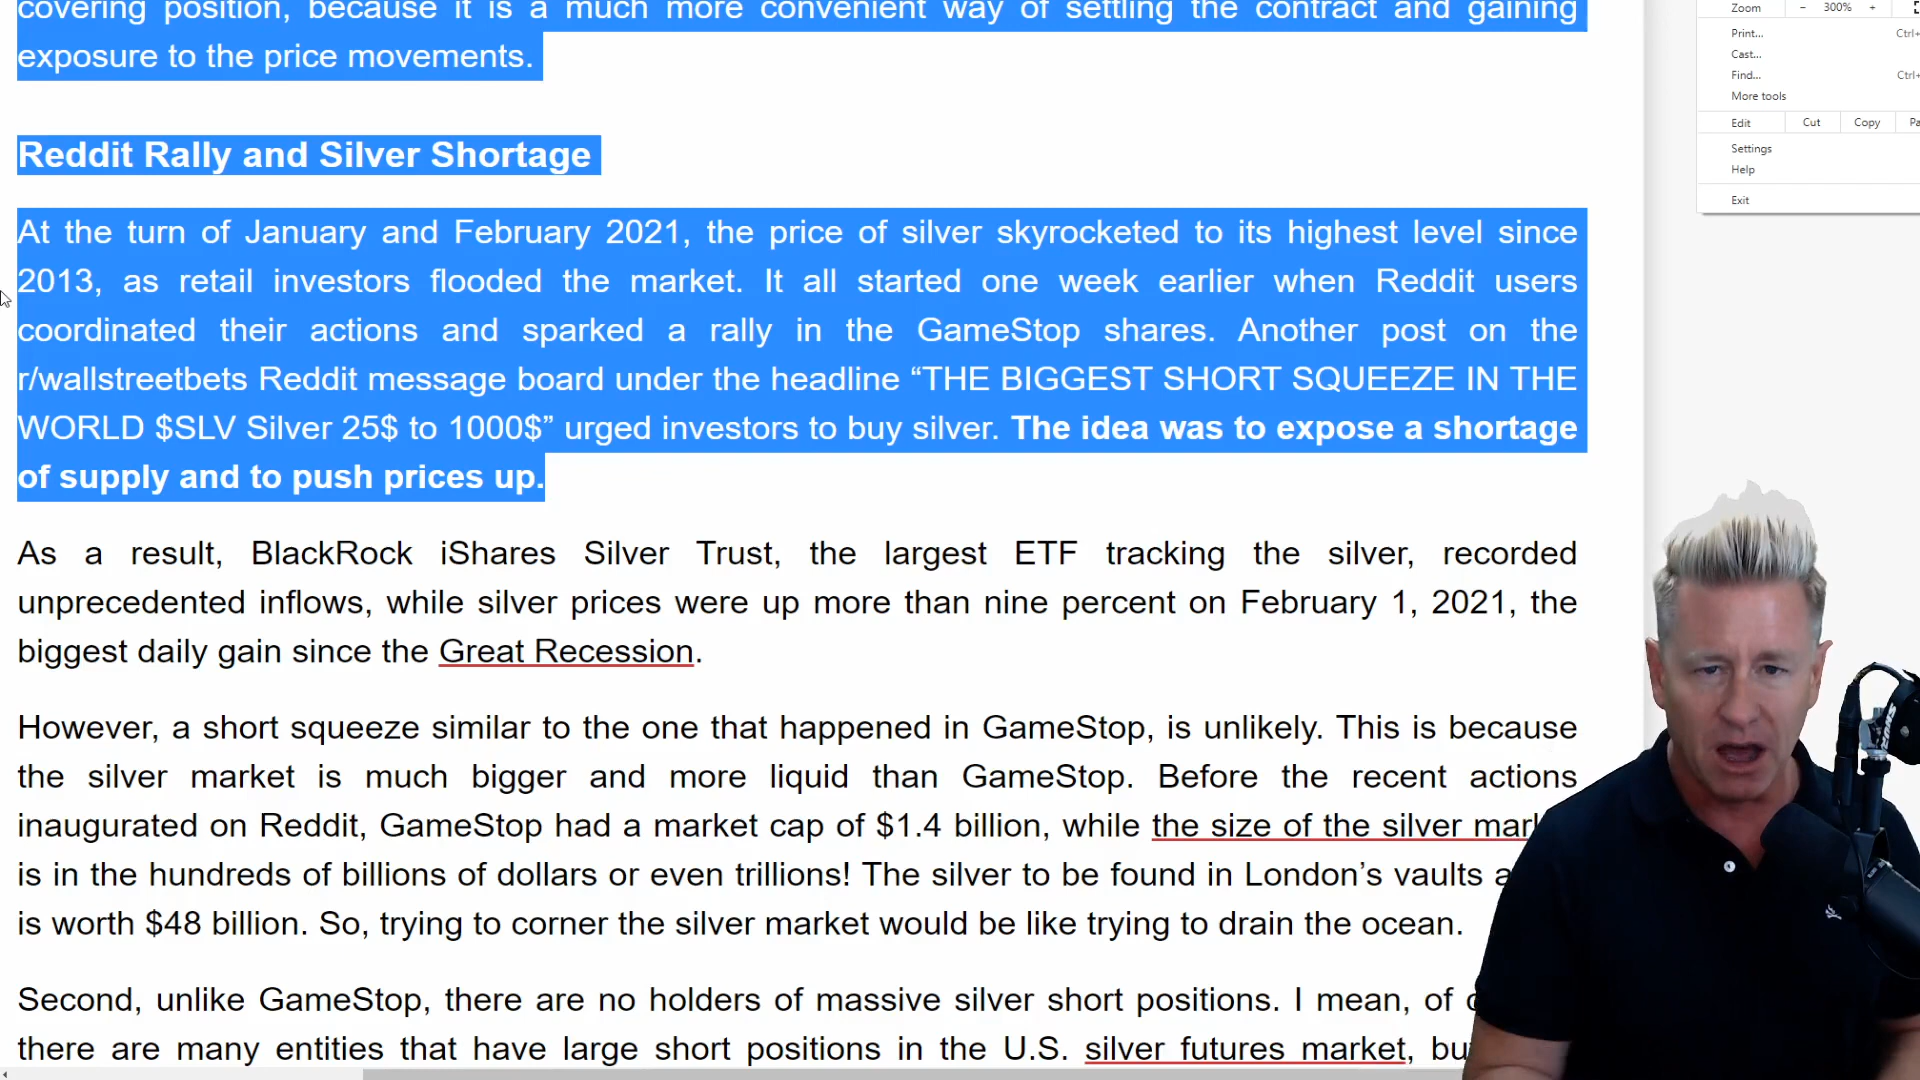 covering position, because it is a much more convenient way of settling the contract and gaining
exposure to the price movements.
Reddit Rally and Silver Shortage
At the turn of January and February 2021, the price of silver skyrocketed to its highest level since
2013, as retail investors flooded the market. It all started one week earlier when Reddit users
coordinated their actions and sparked a rally in the GameStop shares. Another post on the
r/wallstreetbets Reddit message board under the headline “THE BIGGEST SHORT SQUEEZE IN THE
WORLD $SLV Silver 25$ to 1000$” urged investors to buy silver. The idea was to expose a shortage
of supply and to push prices up.
As a result, BlackRock iShares Silver Trust, the largest ETF tracking the silver, recorded
unprecedented inflows, while silver prices were up more than nine percent on February 1, 2021, the
biggest daily gain since the Great Recession.
However, a short squeeze similar to the one that happened in GameStop, is unlikely. This is because
the silver market is much bigger and more liquid than GameStop. Before the recent actions
inaugurated on Reddit, GameStop had a market cap of $1.4 billion, while the size of the silver mark
is in the hundreds of billions of dollars or even trillions! The silver to be found in London’s vaults a
is worth $48 billion. So, trying to corner the silver market would be like trying to drain the ocean.
Second, unlike GameStop, there are no holders of massive silver short positions. I mean, of
there are many entities that have large short positions in the U.S. silver futures market, bu
Zoom − 300% +
Print... Ctrl+
Cast...
Find... Ctrl+
More tools
Edit Cut Copy Pa
Settings
Help
Exit
SHUR